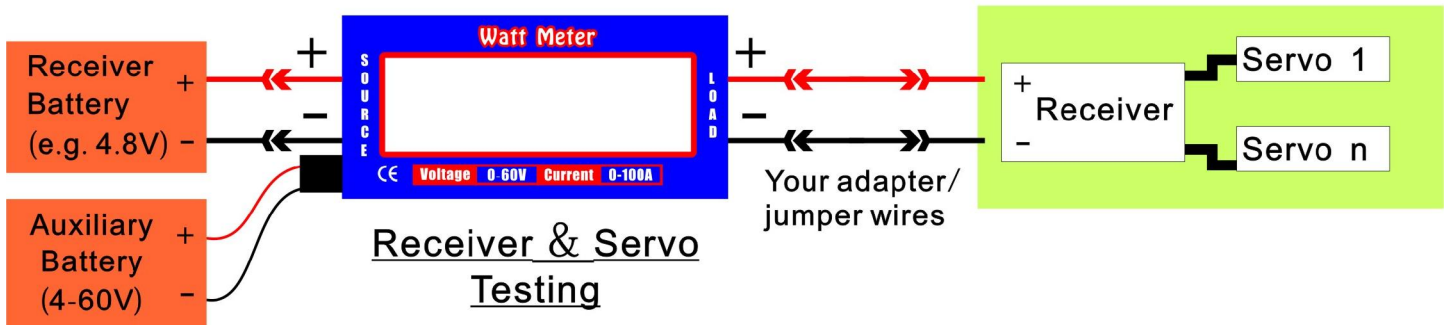 Receiver
Battery
(e.g. 4.8V)
+
-
Auxiliary
Battery
(4-60V)
+
-
+
-
Watt Meter
SOURCE
LOAD
CE Voltage 0-60V Current 0-100A
+
-
Receiver & Servo
Testing
Your adapter/
jumper wires
+
Receiver
-
Servo 1
Servo n